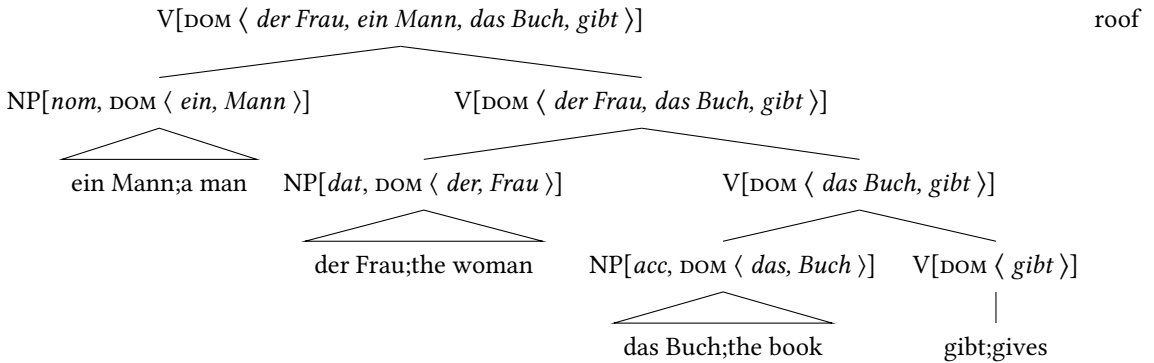 V[DOM ⟨ der Frau, ein Mann, das Buch, gibt ⟩] roof
NP[nom, DOM ⟨ ein, Mann ⟩] V[DOM ⟨ der Frau, das Buch, gibt ⟩]
ein Mann;a man NP[dat, DOM ⟨ der, Frau ⟩] V[DOM ⟨ das Buch, gibt ⟩]
der Frau;the woman NP[acc, DOM ⟨ das, Buch ⟩] V[DOM ⟨ gibt ⟩]
das Buch;the book gibt;gives